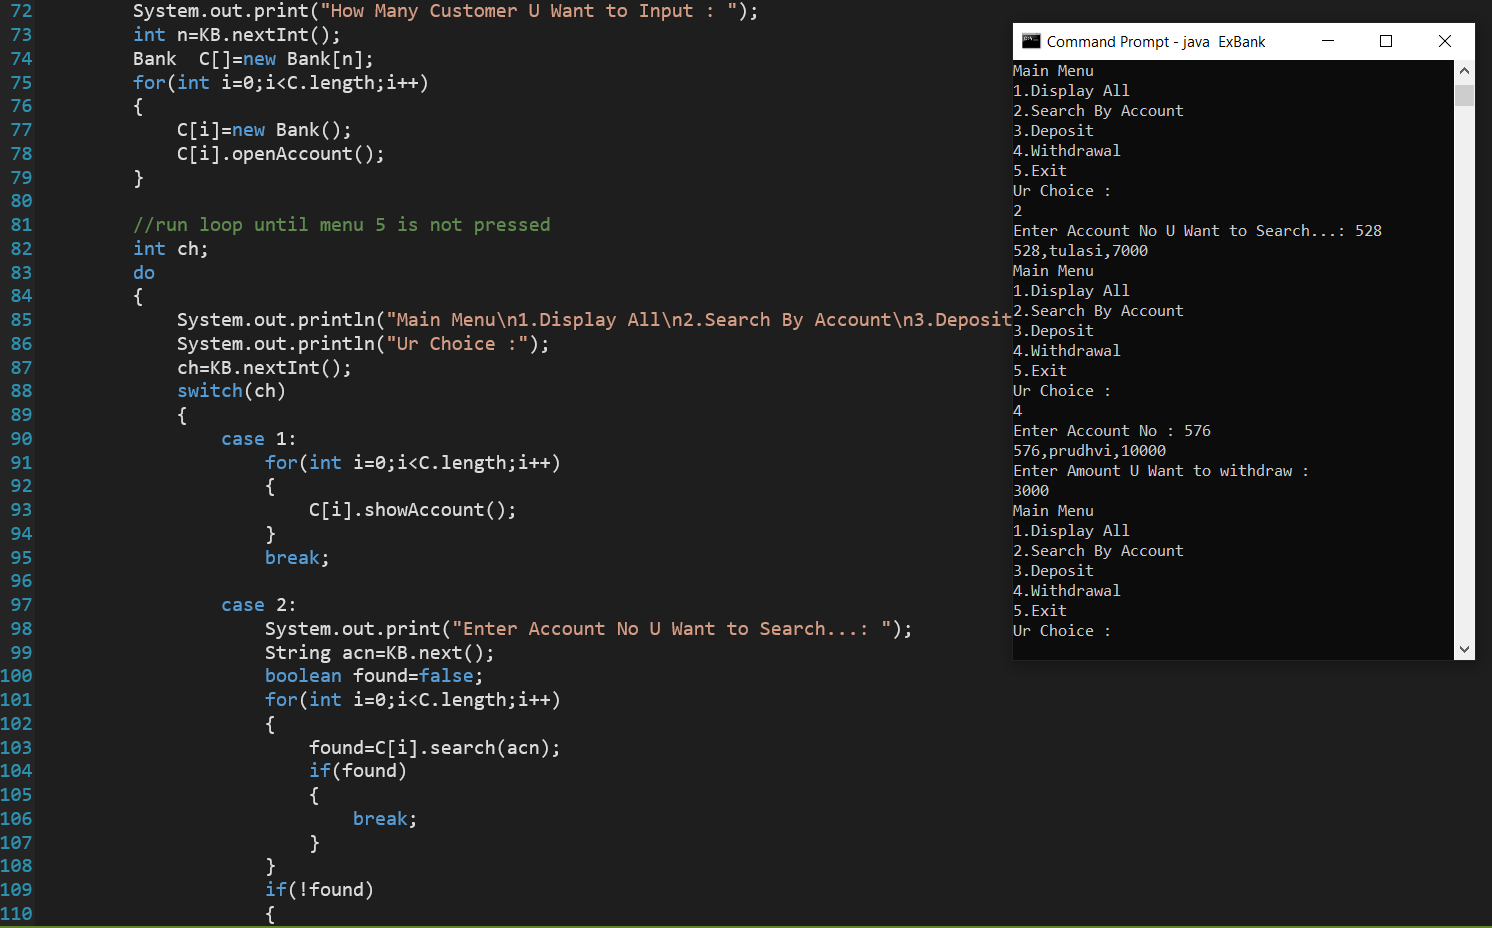 72 System.out.print("How Many Customer U Want to Input : ");
73 int n=KB.nextInt();
74 Bank  C[]=new Bank[n];
75 for(int i=0;i<C.length;i++)
76 {
77 C[i]=new Bank();
78 C[i].openAccount();
79 }
80
81 //run loop until menu 5 is not pressed
82 int ch;
83 do
84 {
85 System.out.println("Main Menu\n1.Display All\n2.Search By Account\n3.Deposit
86 System.out.println("Ur Choice :");
87 ch=KB.nextInt();
88 switch(ch)
89 {
90 case 1:
91 for(int i=0;i<C.length;i++)
92 {
93 C[i].showAccount();
94 }
95 break;
96
97 case 2:
98 System.out.print("Enter Account No U Want to Search...: ");
99 String acn=KB.next();
100 boolean found=false;
101 for(int i=0;i<C.length;i++)
102 {
103 found=C[i].search(acn);
104 if(found)
105 {
106 break;
107 }
108 }
109 if(!found)
110 {
Command Prompt - java  ExBank
Main Menu
1.Display All
2.Search By Account
3.Deposit
4.Withdrawal
5.Exit
Ur Choice :
2
Enter Account No U Want to Search...: 528
528,tulasi,7000
Main Menu
1.Display All
2.Search By Account
3.Deposit
4.Withdrawal
5.Exit
Ur Choice :
4
Enter Account No : 576
576,prudhvi,10000
Enter Amount U Want to withdraw :
3000
Main Menu
1.Display All
2.Search By Account
3.Deposit
4.Withdrawal
5.Exit
Ur Choice :